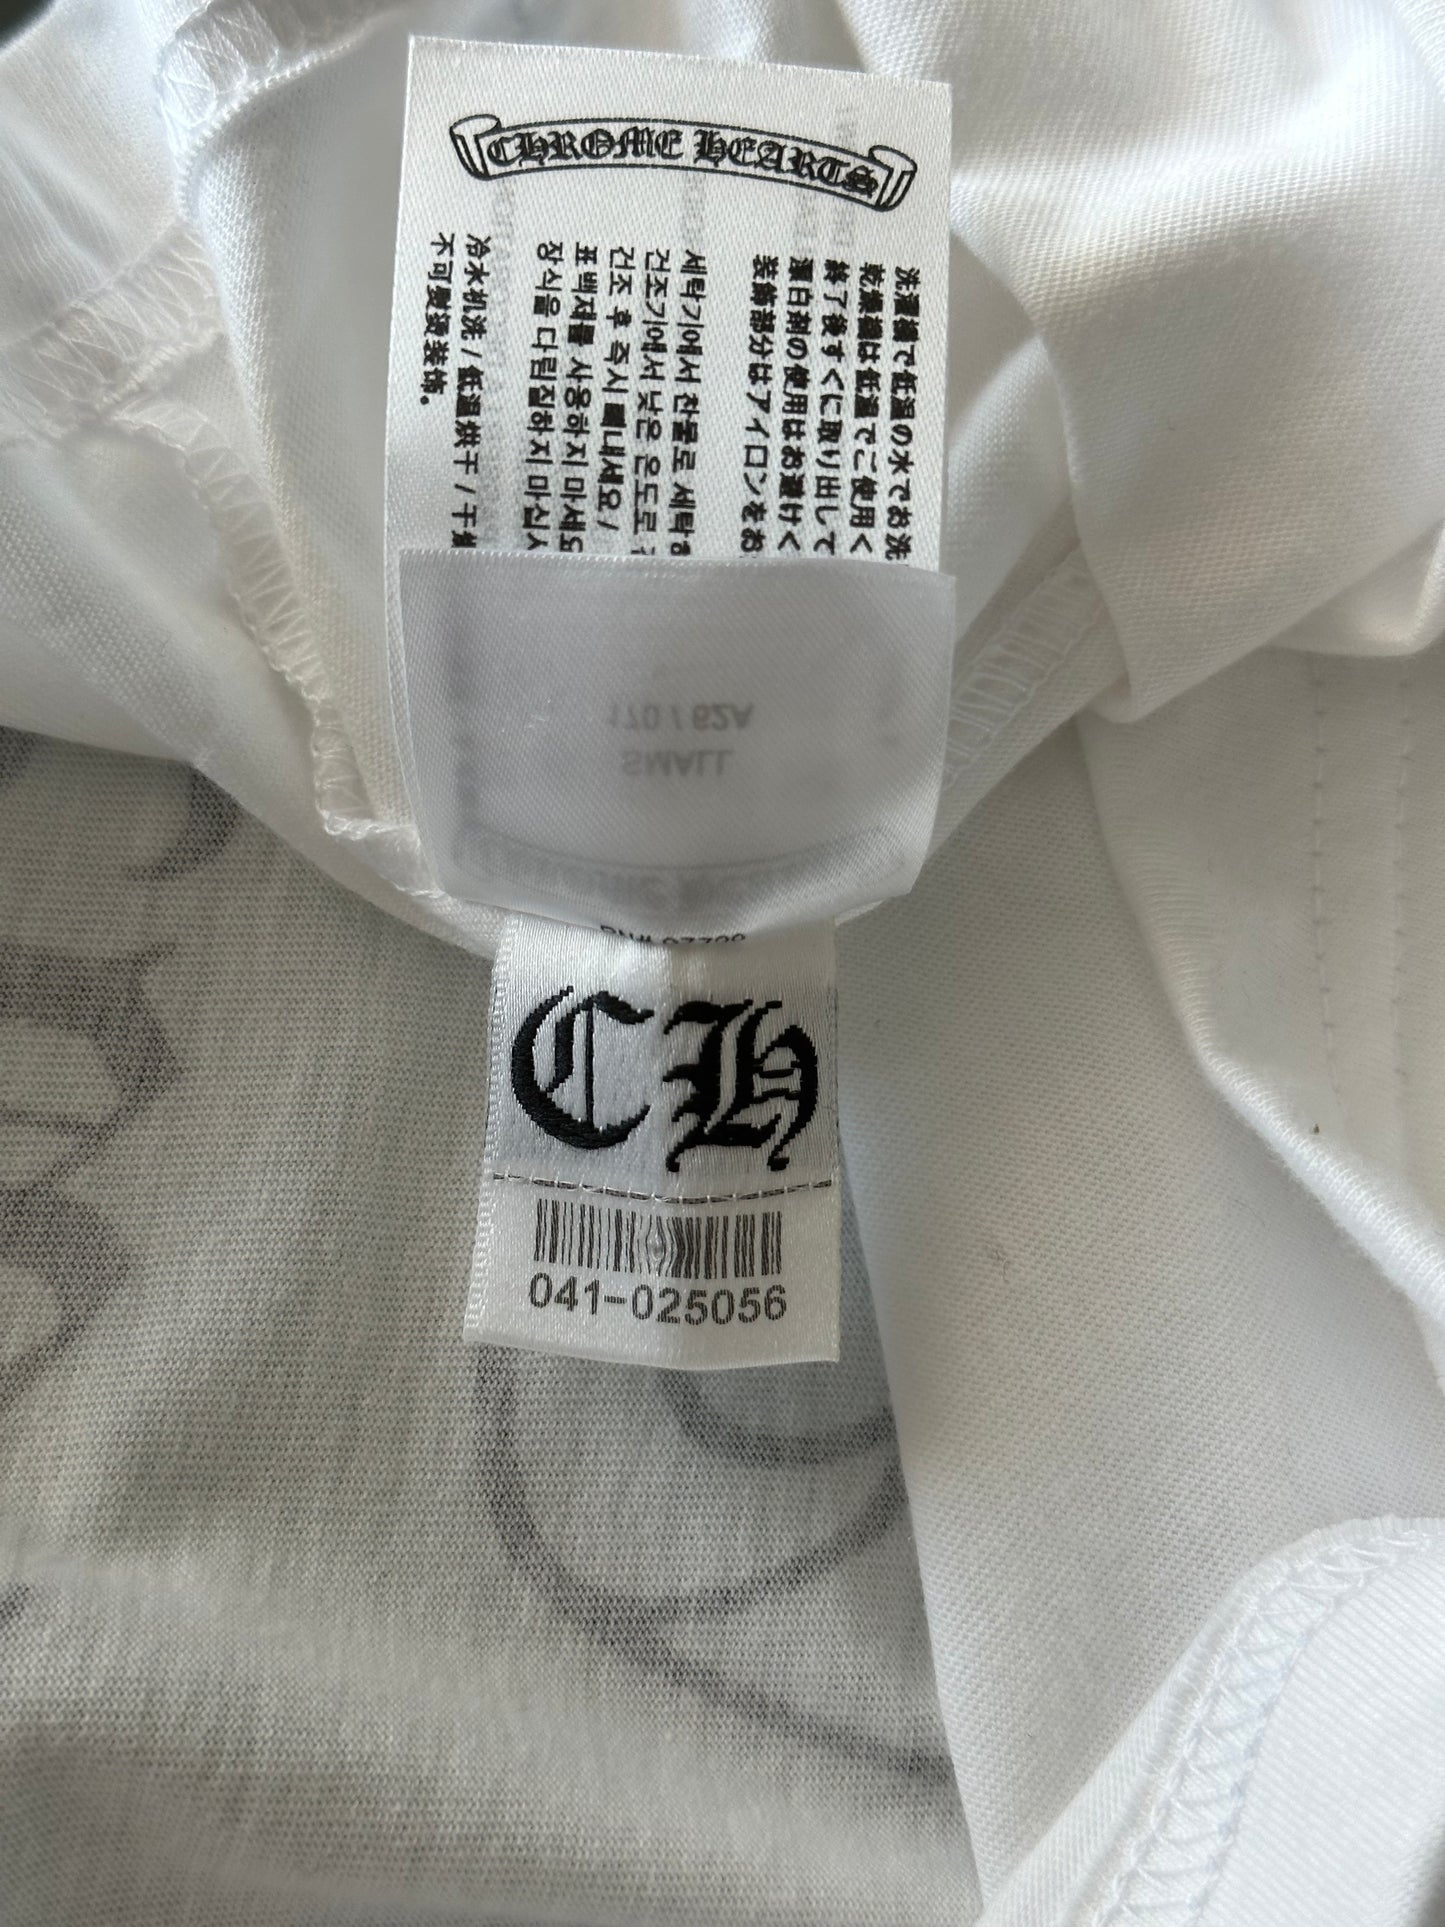 CHROME HEARTS
洗濯機で低温の水でお洗
乾燥機は低温でご使用く
終了後すぐに取り出して
漂白剤の使用はお避けく
装飾部分はアイロンをお
세탁기에서 찬물로 세탁하
건조기에서 낮은 온도로
건조 후 즉시 빼내세요 /
표백제를 사용하지 마세요
장식을 다림질하지 마십시
冷水机洗 / 低温烘干 / 干
不可熨烫装饰。
170 / 62A
SMALL
CH
041-025056